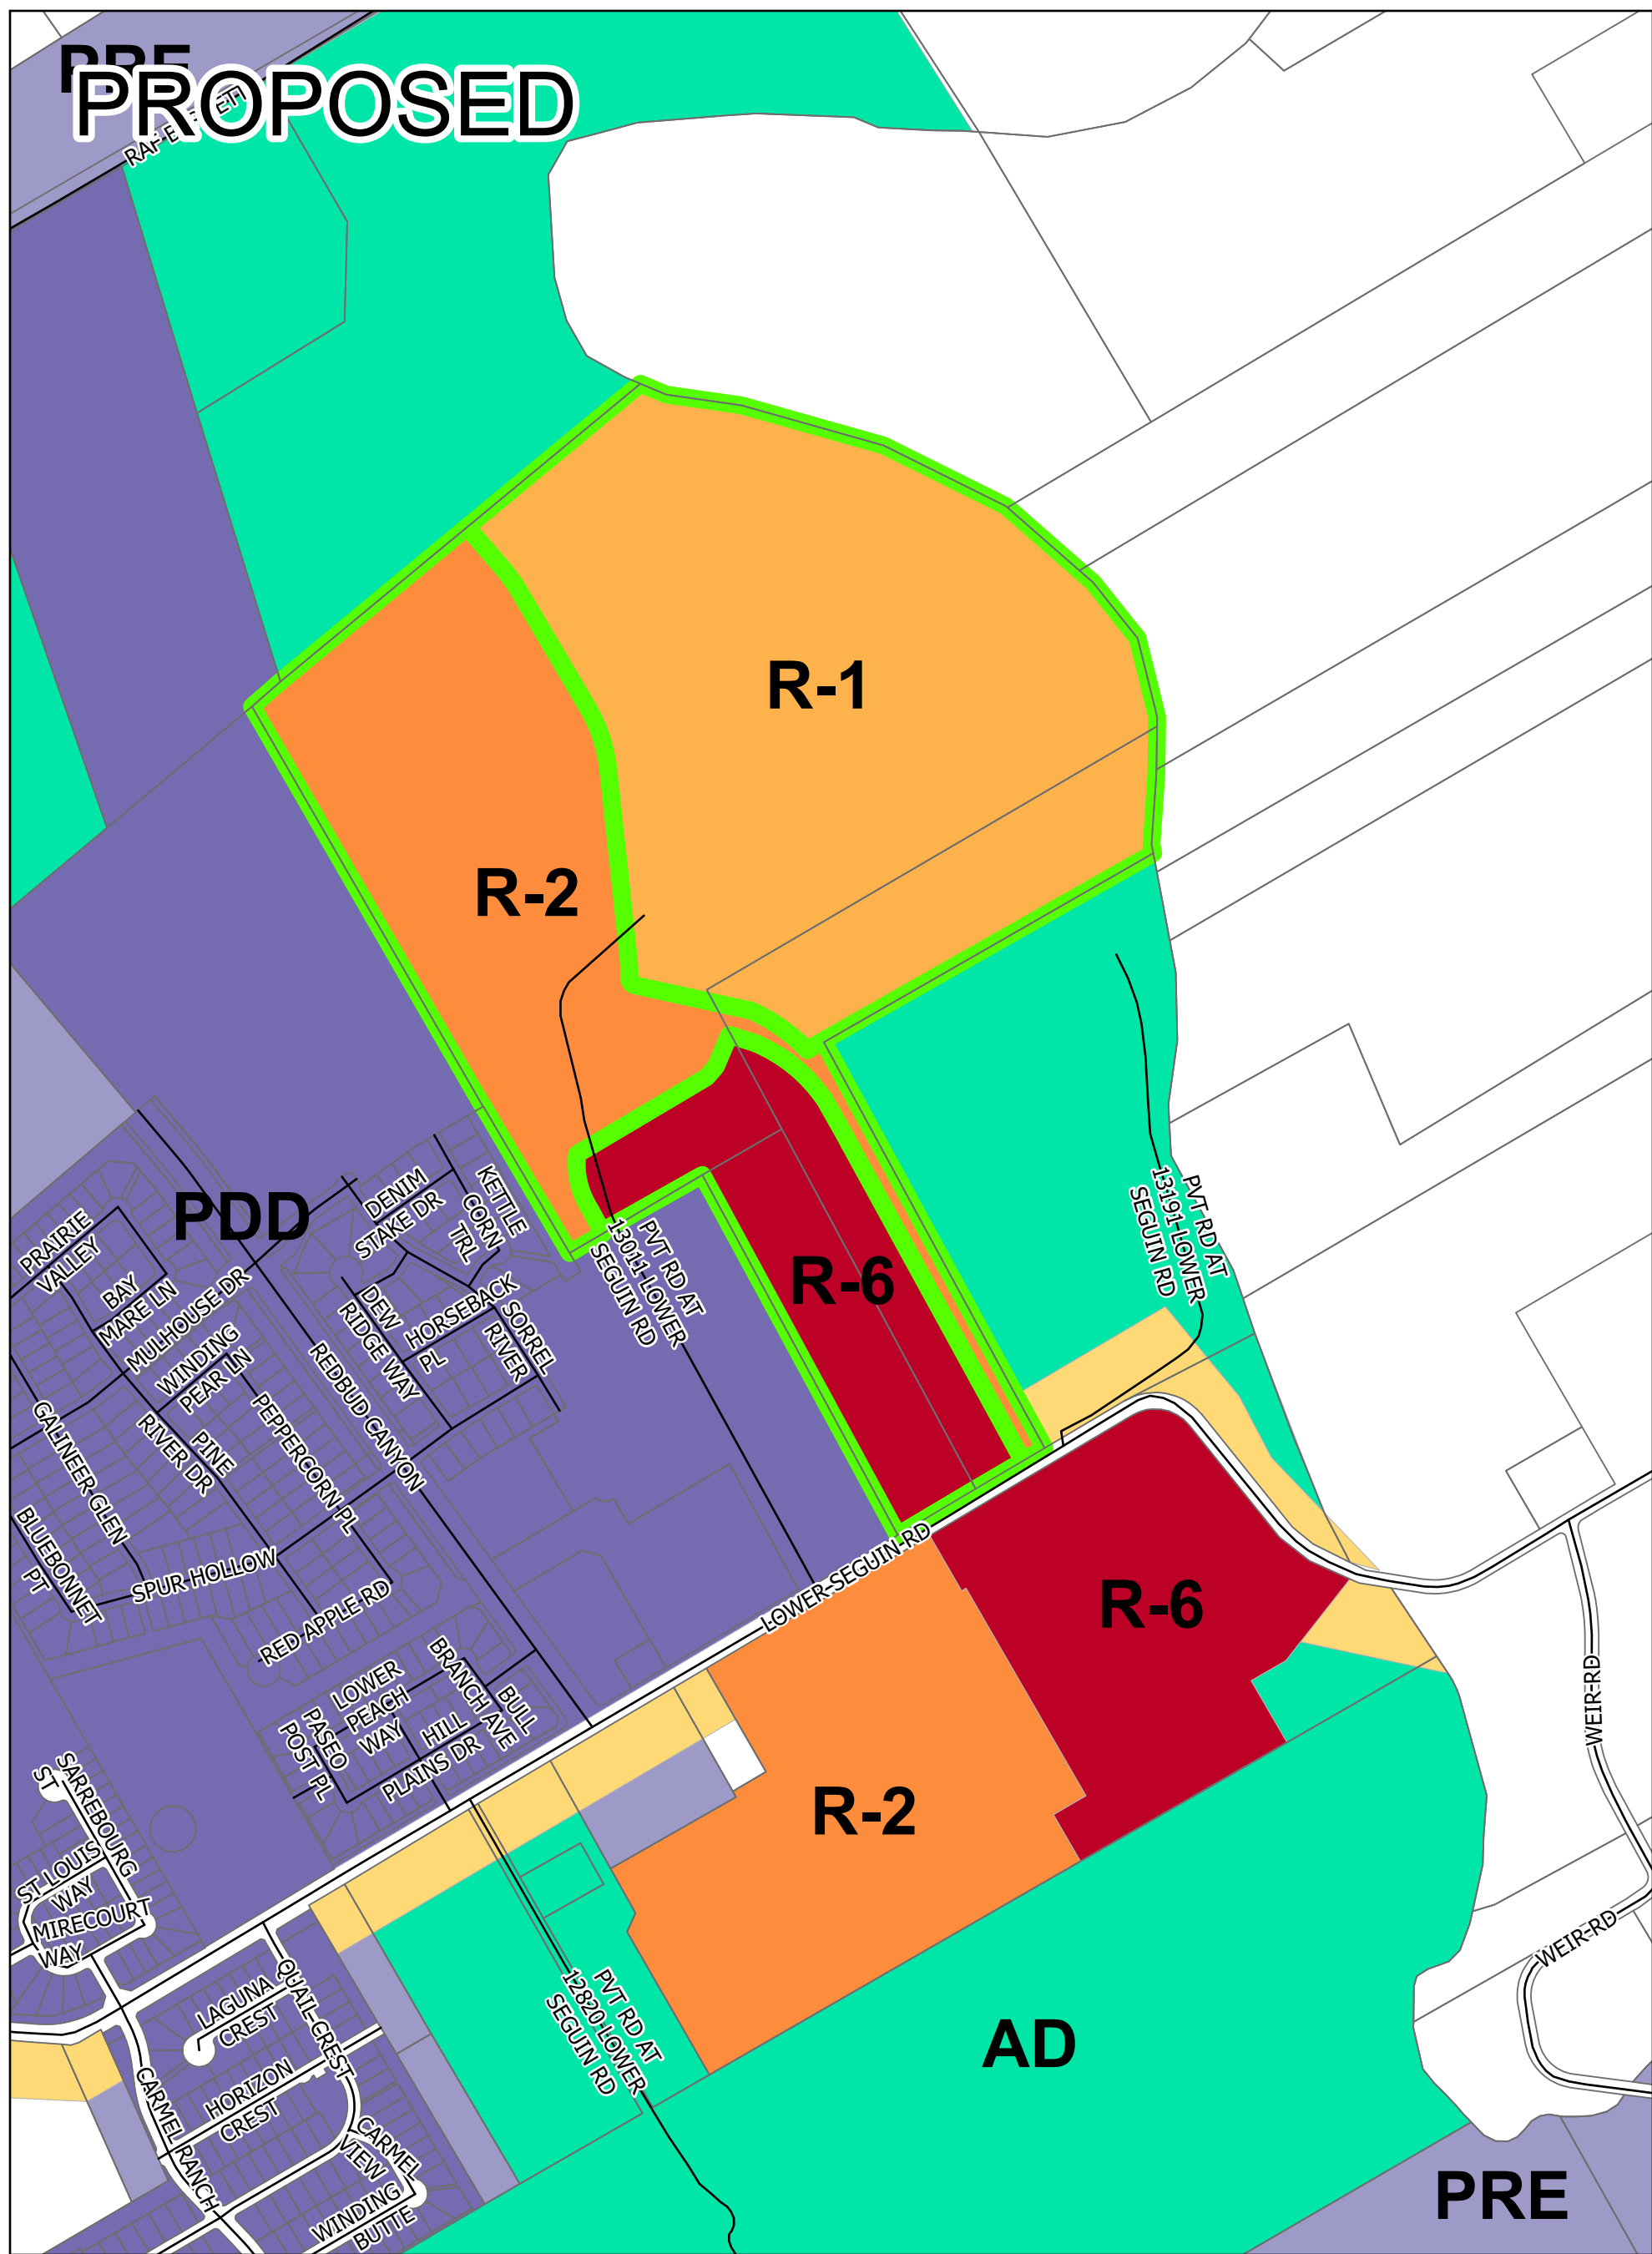 PRE
PROPOSED
R-1
R-2
PDD
DENIM
STAKE DR
KETTLE
CORN
TRL
PRAIRIE
VALLEY
BAY
MARE LN
MULHOUSE DR
WINDING
PEAR LN
DEW
RIDGE WAY
HORSEBACK
PL
SORREL
RIVER
PVT RD AT
13011 LOWER
SEGUIN RD
R-6
PVT RD AT
13191 LOWER
SEGUIN RD
REDBUD CANYON
PEPPERCORN PL
PINE
RIVER DR
GALINEER GLEN
BLUEBONNET
PT
SPUR HOLLOW
RED APPLE RD
LOWER SEGUIN RD
R-6
LOWER
PEACH
WAY
BRANCH AVE
BULL
HILL
PLAINS DR
PASEO
POST PL
WEIR RD
R-2
SARREBOURG
ST
ST LOUIS
WAY
MIRECOURT
WAY
WEIR RD
QUAIL CREST
LAGUNA
CREST
PVT RD AT
12820 LOWER
SEGUIN RD
AD
HORIZON
CREST
CARMEL RANCH
CARMEL
VIEW
WINDING
BUTTE
PRE